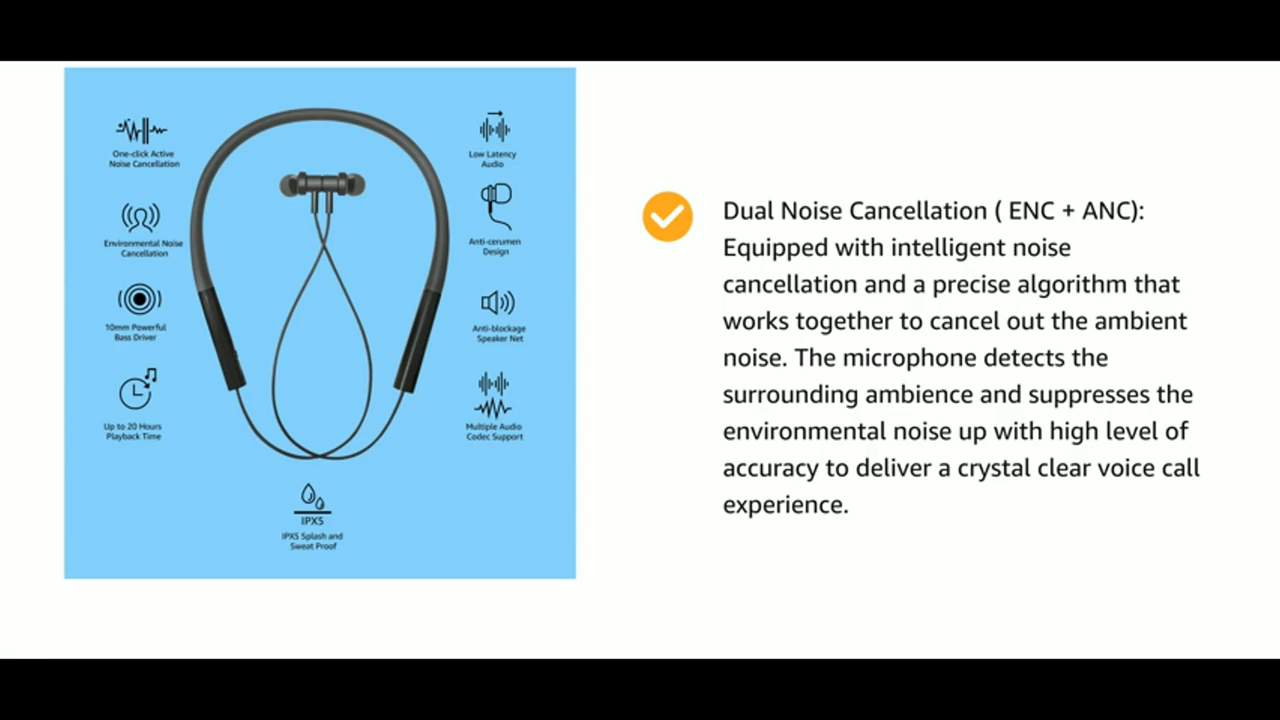 One-click Active
Noise Cancellation
Environmental Noise
Cancellation
10mm Powerful
Bass Driver
Up to 20 Hours
Playback Time
Low Latency
Audio
Anti-cerumen
Design
Anti-blockage
Speaker Net
Multiple Audio
Codec Support
IPX5
IPX5 Splash and
Sweat Proof
Dual Noise Cancellation ( ENC + ANC):
Equipped with intelligent noise
cancellation and a precise algorithm that
works together to cancel out the ambient
noise. The microphone detects the
surrounding ambience and suppresses the
environmental noise up with high level of
accuracy to deliver a crystal clear voice call
experience.